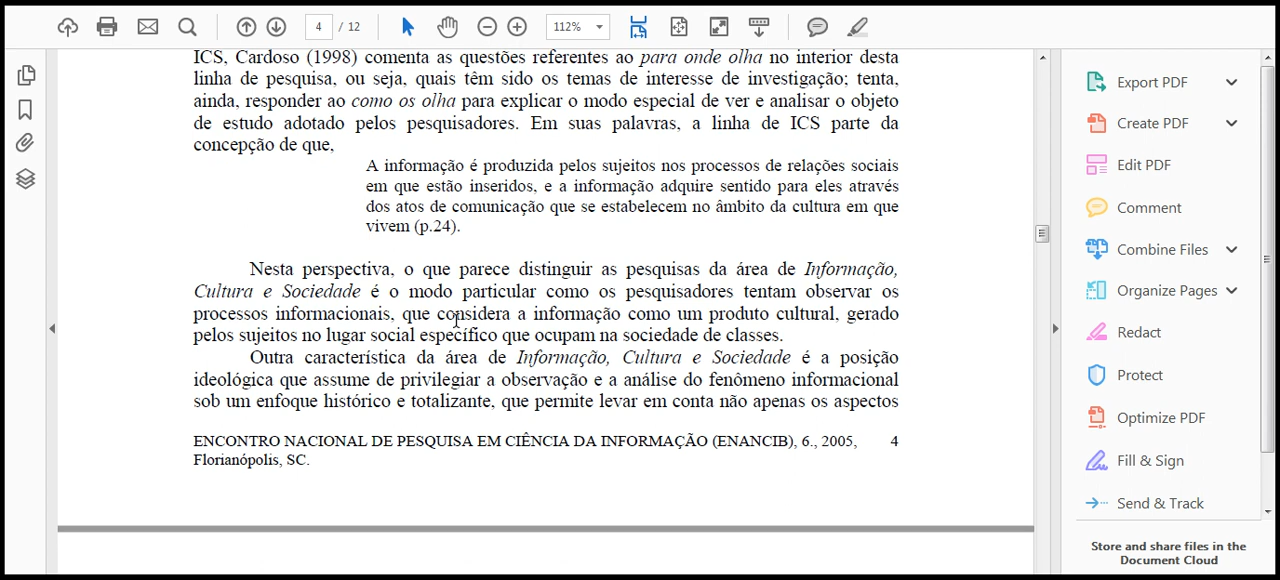 4 / 12
112%
ICS, Cardoso (1998) comenta as questões referentes ao para onde olha no interior desta
linha de pesquisa, ou seja, quais têm sido os temas de interesse de investigação; tenta,
ainda, responder ao como os olha para explicar o modo especial de ver e analisar o objeto
de estudo adotado pelos pesquisadores. Em suas palavras, a linha de ICS parte da
concepção de que,
A informação é produzida pelos sujeitos nos processos de relações sociais
em que estão inseridos, e a informação adquire sentido para eles através
dos atos de comunicação que se estabelecem no âmbito da cultura em que
vivem (p.24).
Nesta perspectiva, o que parece distinguir as pesquisas da área de Informação,
Cultura e Sociedade é o modo particular como os pesquisadores tentam observar os
processos informacionais, que considera a informação como um produto cultural, gerado
pelos sujeitos no lugar social específico que ocupam na sociedade de classes.
Outra característica da área de Informação, Cultura e Sociedade é a posição
ideológica que assume de privilegiar a observação e a análise do fenômeno informacional
sob um enfoque histórico e totalizante, que permite levar em conta não apenas os aspectos
ENCONTRO NACIONAL DE PESQUISA EM CIÊNCIA DA INFORMAÇÃO (ENANCIB), 6., 2005, 4
Florianópolis, SC.
Export PDF
Create PDF
Edit PDF
Comment
Combine Files
Organize Pages
Redact
Protect
Optimize PDF
Fill & Sign
Send & Track
Store and share files in the
Document Cloud